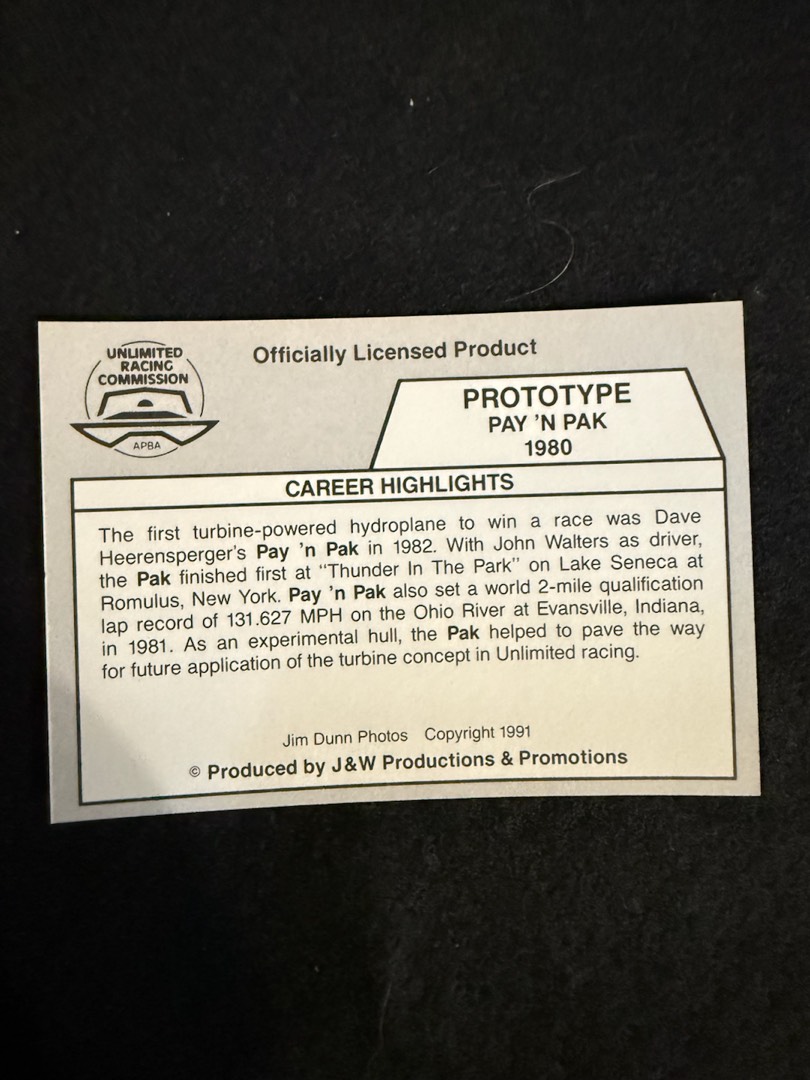 UNLIMITED
RACING
COMMISSION
APBA
Officially Licensed Product
PROTOTYPE
PAY 'N PAK
1980
CAREER HIGHLIGHTS
The first turbine-powered hydroplane to win a race was Dave
Heerensperger's Pay 'n Pak in 1982. With John Walters as driver,
the Pak finished first at "Thunder In The Park" on Lake Seneca at
Romulus, New York. Pay 'n Pak also set a world 2-mile qualification
lap record of 131.627 MPH on the Ohio River at Evansville, Indiana,
in 1981. As an experimental hull, the Pak helped to pave the way
for future application of the turbine concept in Unlimited racing.
Jim Dunn Photos Copyright 1991
© Produced by J&W Productions & Promotions